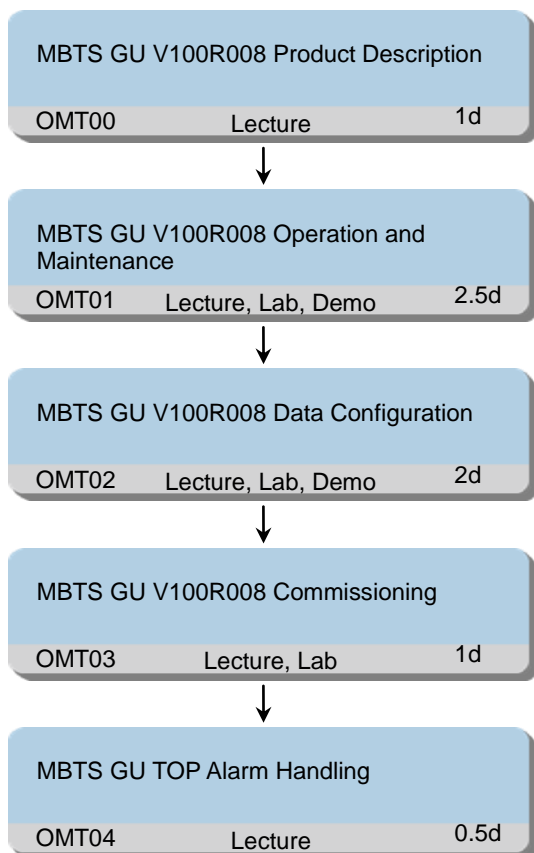 MBTS GU V100R008 Product Description
OMT00 Lecture 1d
MBTS GU V100R008 Operation and
Maintenance
OMT01 Lecture, Lab, Demo 2.5d
MBTS GU V100R008 Data Configuration
OMT02 Lecture, Lab, Demo 2d
MBTS GU V100R008 Commissioning
OMT03 Lecture, Lab 1d
MBTS GU TOP Alarm Handling
OMT04 Lecture 0.5d